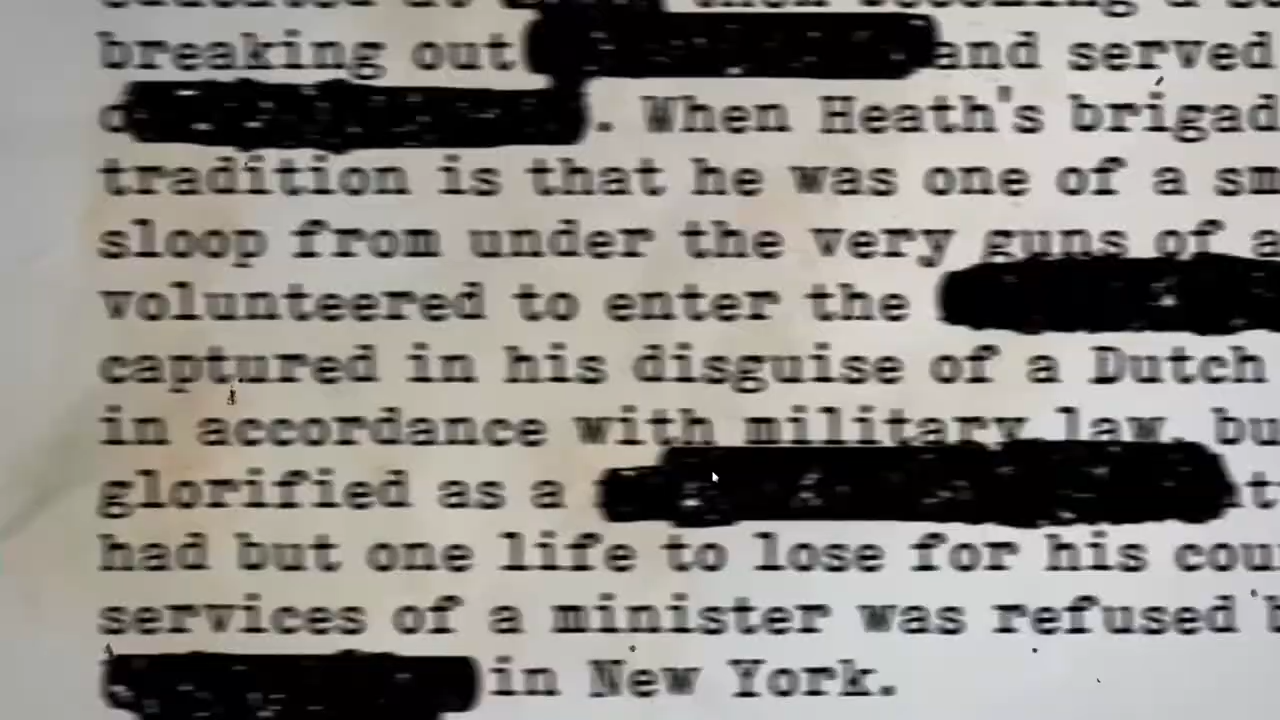 breaking out and served
. When Heath's brigad
tradition is that he was one of a sm
sloop from under the very guns of a
volunteered to enter the
captured in his disguise of a Dutch
in accordance with military law, bu
glorified as a t
had but one life to lose for his cou
services of a minister was refused b
in New York.